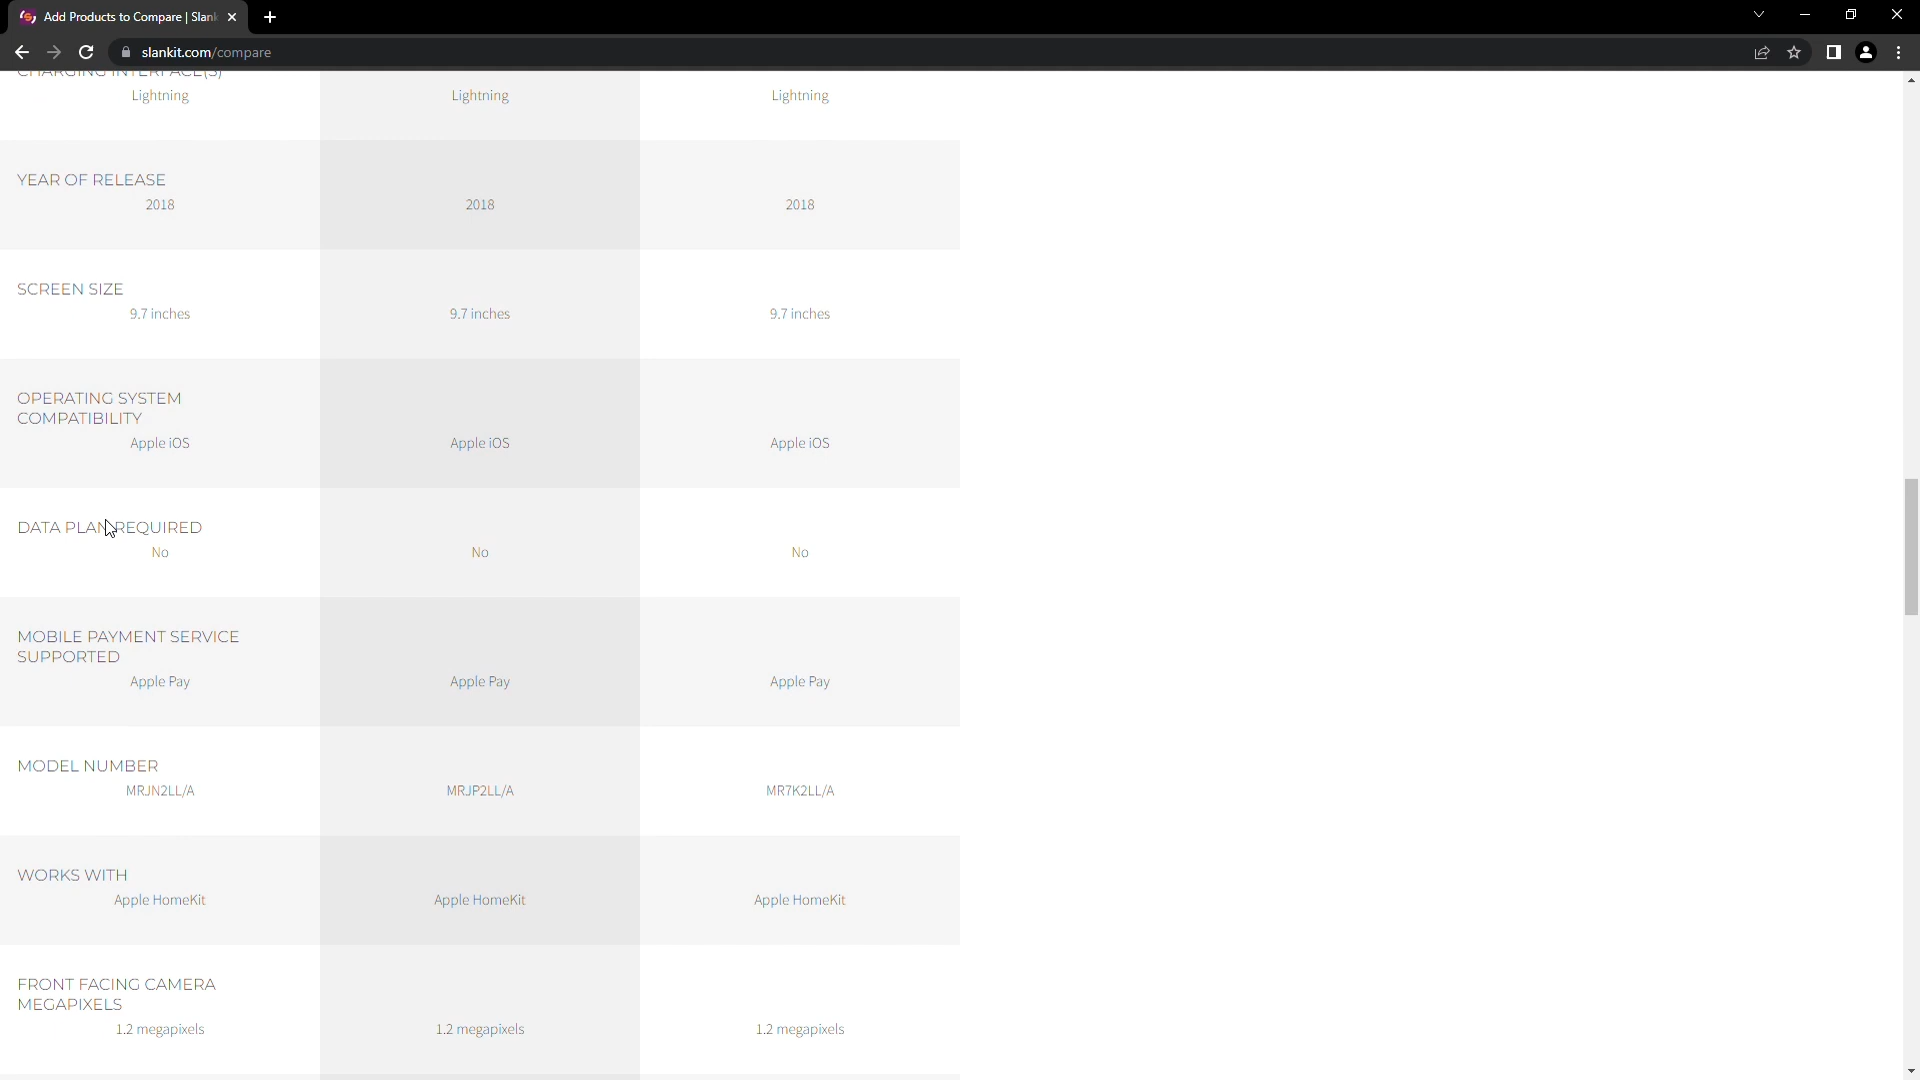 Add Products to Compare | Slank
slankit.com/compare
CHARGING INTERFACE(S)
Lightning Lightning Lightning
YEAR OF RELEASE
2018 2018 2018
SCREEN SIZE
9.7 inches 9.7 inches 9.7 inches
OPERATING SYSTEM
COMPATIBILITY
Apple iOS Apple iOS Apple iOS
DATA PLAN REQUIRED
No No No
MOBILE PAYMENT SERVICE
SUPPORTED
Apple Pay Apple Pay Apple Pay
MODEL NUMBER
MRJN2LL/A MRJP2LL/A MR7K2LL/A
WORKS WITH
Apple HomeKit Apple HomeKit Apple HomeKit
FRONT FACING CAMERA
MEGAPIXELS
1.2 megapixels 1.2 megapixels 1.2 megapixels